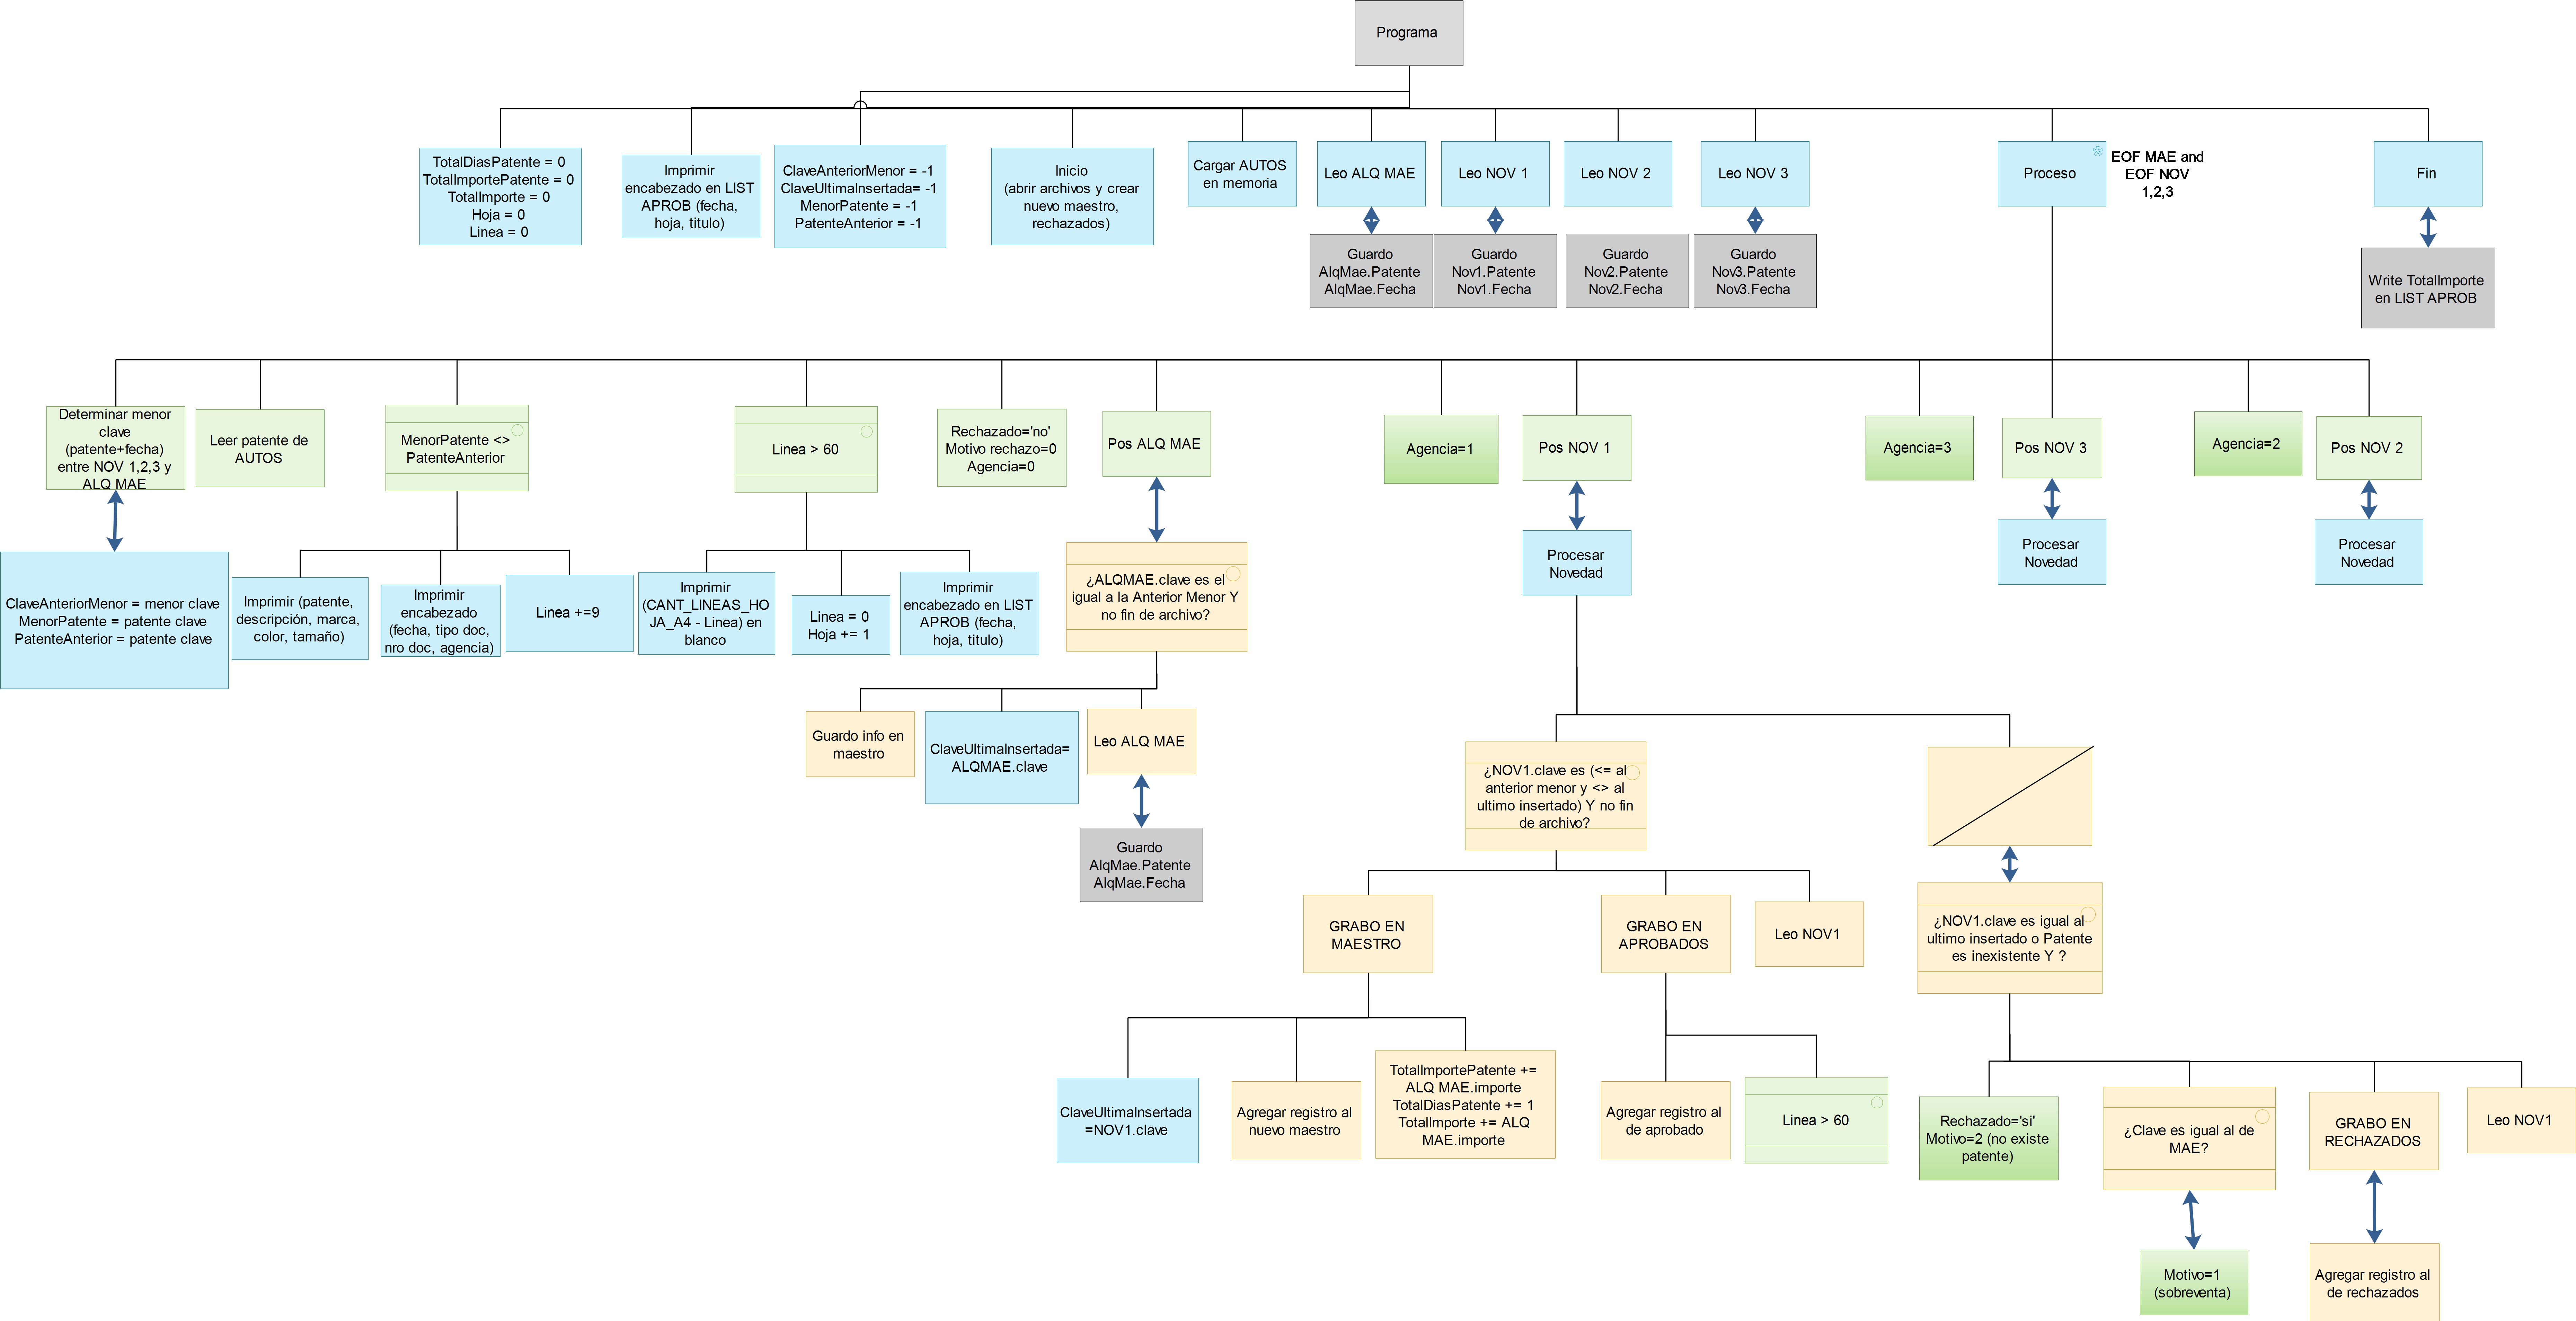 Programa
TotalDiasPatente = 0
TotalImportePatente = 0
TotalImporte = 0
Hoja = 0
Linea = 0
Imprimir
encabezado en LIST
APROB (fecha,
hoja, titulo)
ClaveAnteriorMenor = -1
ClaveUltimaInsertada= -1
MenorPatente = -1
PatenteAnterior = -1
Inicio
(abrir archivos y crear
nuevo maestro,
rechazados)
Cargar AUTOS
en memoria
Leo ALQ MAE
Leo NOV 1
Leo NOV 2
Leo NOV 3
Proceso
EOF MAE and
EOF NOV
1,2,3
Fin
Guardo
AlqMae.Patente
AlqMae.Fecha
Guardo
Nov1.Patente
Nov1.Fecha
Guardo
Nov2.Patente
Nov2.Fecha
Guardo
Nov3.Patente
Nov3.Fecha
Write TotalImporte
en LIST APROB
Determinar menor
clave
(patente+fecha)
entre NOV 1,2,3 y
ALQ MAE
Leer patente de
AUTOS
MenorPatente <>
PatenteAnterior
Linea > 60
Rechazado='no'
Motivo rechazo=0
Agencia=0
Pos ALQ MAE
Agencia=1
Pos NOV 1
Agencia=3
Pos NOV 3
Agencia=2
Pos NOV 2
ClaveAnteriorMenor = menor clave
MenorPatente = patente clave
PatenteAnterior = patente clave
Imprimir (patente,
descripción, marca,
color, tamaño)
Imprimir
encabezado
(fecha, tipo doc,
nro doc, agencia)
Linea +=9
Imprimir
(CANT_LINEAS_HO
JA_A4 - Linea) en
blanco
Linea = 0
Hoja += 1
Imprimir
encabezado en LIST
APROB (fecha,
hoja, titulo)
¿ALQMAE.clave es el
igual a la Anterior Menor Y
no fin de archivo?
Procesar
Novedad
Procesar
Novedad
Procesar
Novedad
Guardo info en
maestro
ClaveUltimaInsertada=
ALQMAE.clave
Leo ALQ MAE
Guardo
AlqMae.Patente
AlqMae.Fecha
¿NOV1.clave es (<= al
anterior menor y <> al
ultimo insertado) Y no fin
de archivo?
GRABO EN
MAESTRO
GRABO EN
APROBADOS
Leo NOV1
¿NOV1.clave es igual al
ultimo insertado o Patente
es inexistente Y ?
ClaveUltimaInsertada
=NOV1.clave
Agregar registro al
nuevo maestro
TotalImportePatente +=
ALQ MAE.importe
TotalDiasPatente += 1
TotalImporte += ALQ
MAE.importe
Agregar registro al
de aprobado
Linea > 60
Rechazado='si'
Motivo=2 (no existe
patente)
¿Clave es igual al de
MAE?
GRABO EN
RECHAZADOS
Leo NOV1
Motivo=1
(sobreventa)
Agregar registro al
de rechazados